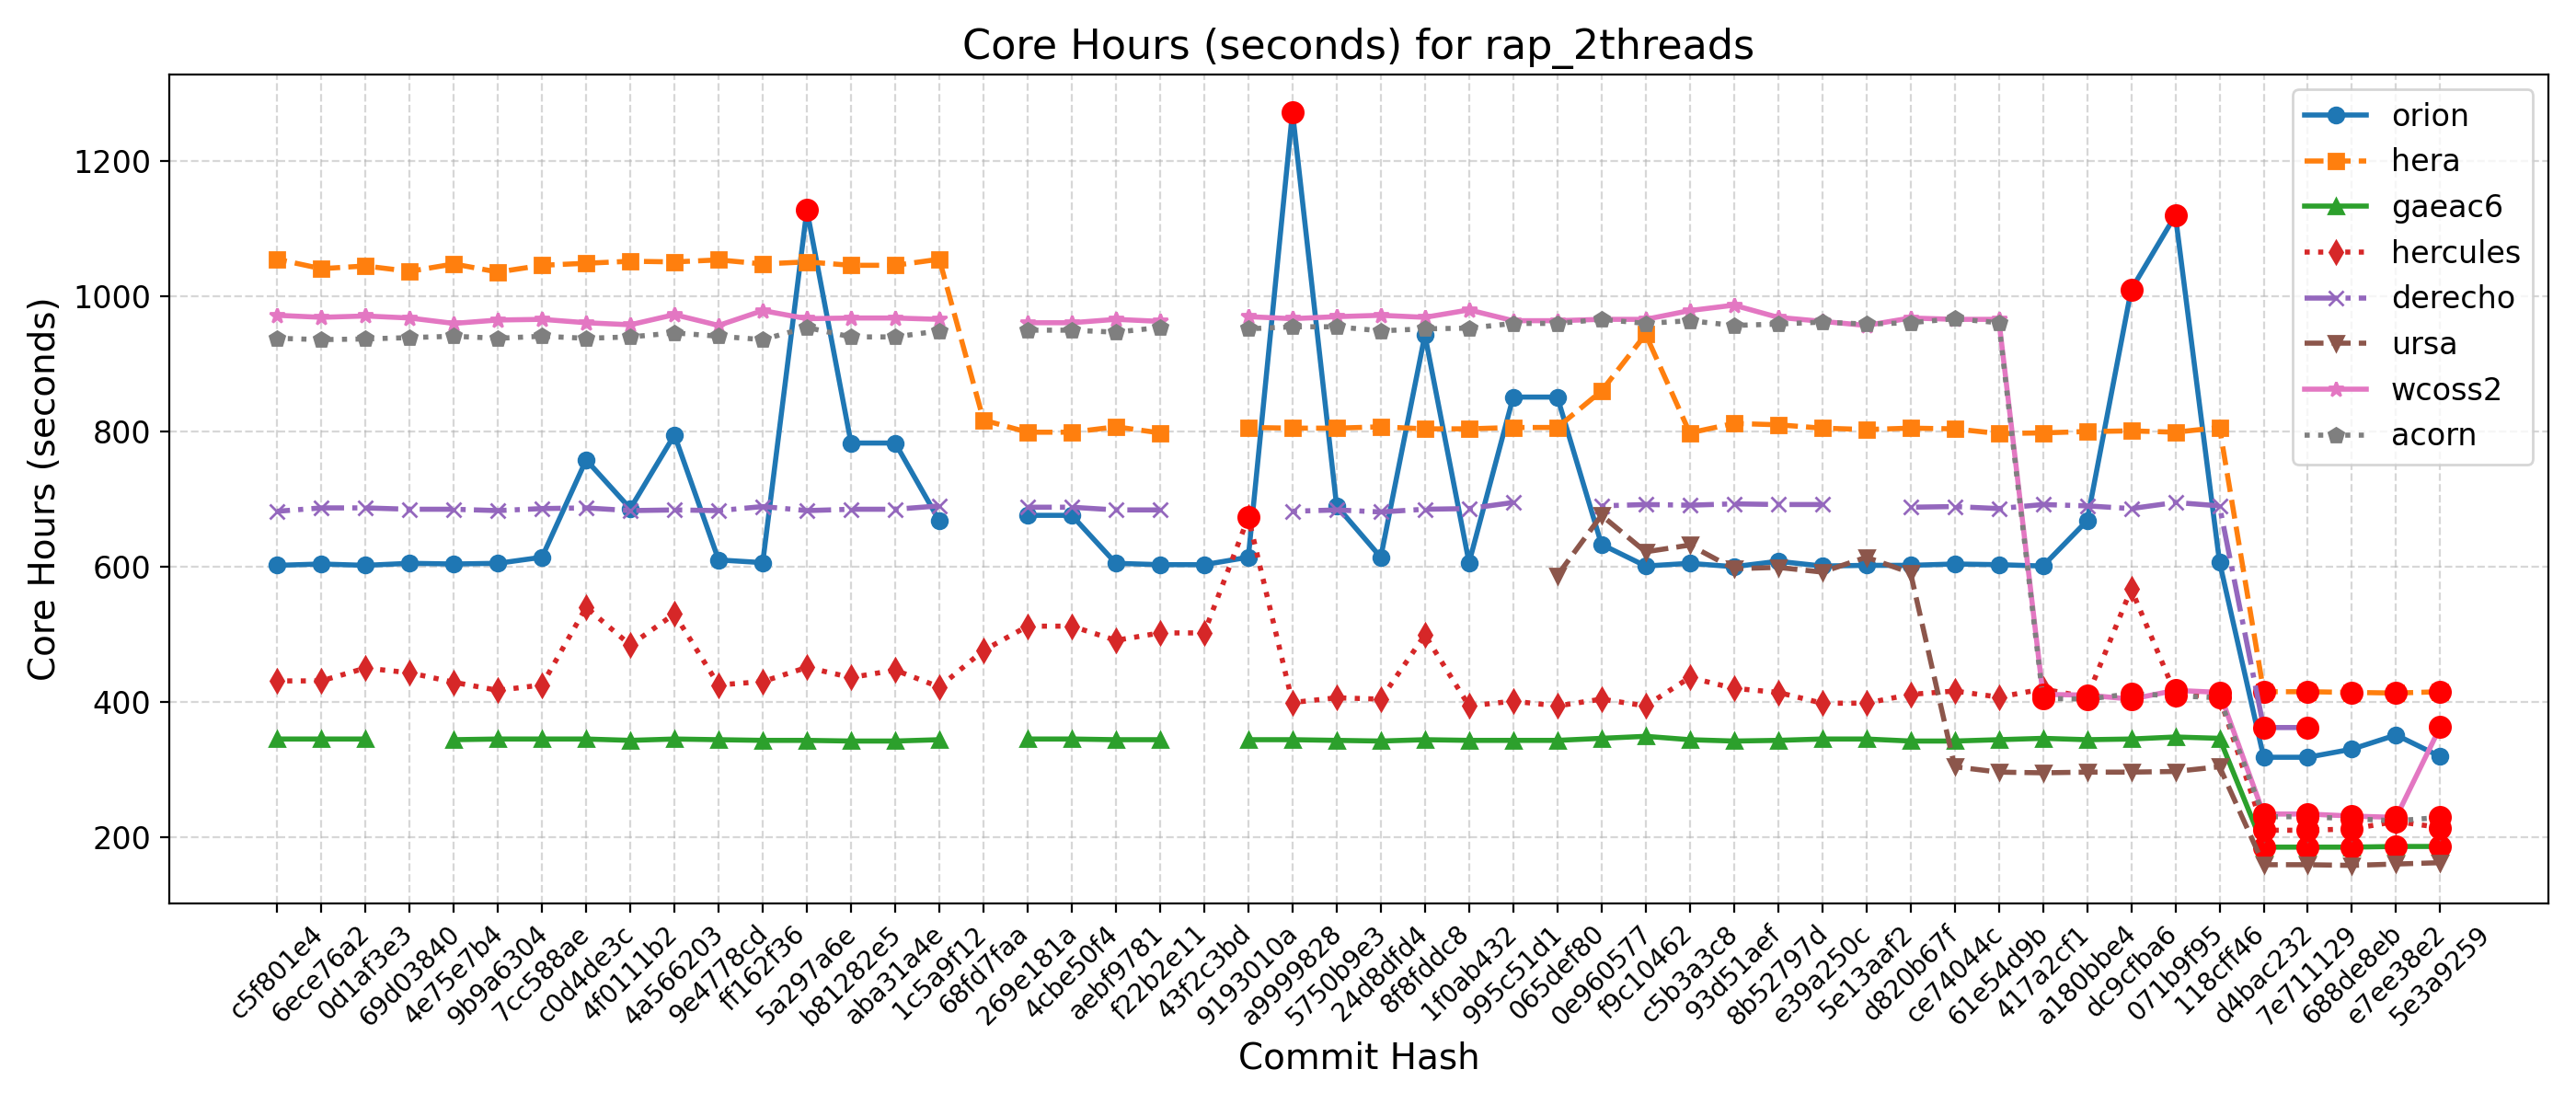 Core Hours (seconds) for rap_2threads
Core Hours (seconds)
1200
1000
800
600
400
200
orion
hera
gaeac6
hercules
derecho
ursa
wcoss2
acorn
c5f801e4
6ece76a2
0d1af3e3
69d03840
4e75e7b4
9b9a6304
7cc588ae
c0d4de3c
4f0111b2
4a566203
9e4778cd
ff162f36
5a297a6e
b81282e5
aba31a4e
1c5a9f12
68fd7faa
269e181a
4cbe50f4
aebf9781
f22b2e11
43f2c3bd
9193010a
a9999828
5750b9e3
24d8dfd4
8f8fddc8
1f0ab432
995c51d1
065def80
0e960577
f9c10462
c5b3a3c8
93d51aef
8b52797d
e39a250c
5e13aaf2
d820b67f
ce74044c
61e54d9b
417a2cf1
a180bbe4
dc9cfba6
071b9f95
118cff46
d4bac232
7e711129
688de8eb
e7ee38e2
5e3a9259
Commit Hash